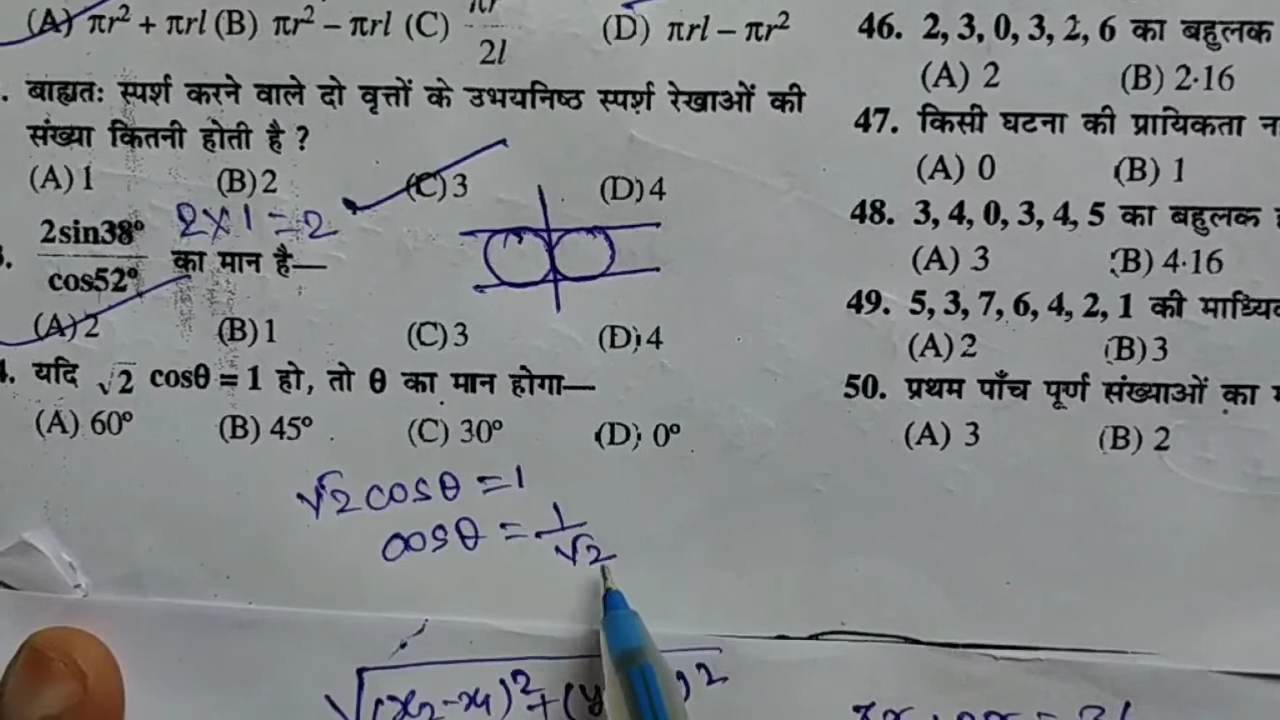 (A) πr² + πrl (B) πr² − πrl (C) πr/2l (D) πrl − πr²
. बाह्यतः स्पर्श करने वाले दो वृत्तों के उभयनिष्ठ स्पर्श रेखाओं की
संख्या कितनी होती है ?
(A) 1 (B) 2 (C) 3 (D) 4
2sin38°/cos52° का मान है—
2×1=2
(A) 2 (B) 1 (C) 3 (D) 4
. यदि √2 cosθ = 1 हो, तो θ का मान होगा—
(A) 60° (B) 45° (C) 30° (D) 0°
√2 cosθ = 1
cosθ = 1/√2
46. 2, 3, 0, 3, 2, 6 का बहुलक
(A) 2 (B) 2·16
47. किसी घटना की प्रायिकता
(A) 0 (B) 1
48. 3, 4, 0, 3, 4, 5 का बहुलक
(A) 3 (B) 4·16
49. 5, 3, 7, 6, 4, 2, 1 की
(A) 2 (B) 3
50. प्रथम पाँच पूर्ण संख्याओं का
(A) 3 (B) 2